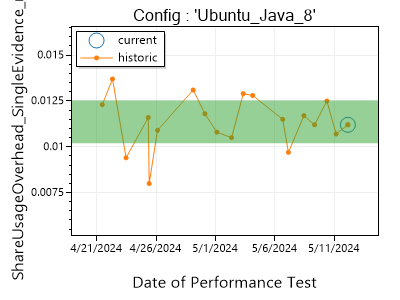 Config : 'Ubuntu_Java_8'
ShareUsageOverhead_SingleEvidence_
current
historic
0.015
0.0125
0.01
0.0075
4/21/2024 4/26/2024 5/1/2024 5/6/2024 5/11/2024
Date of Performance Test